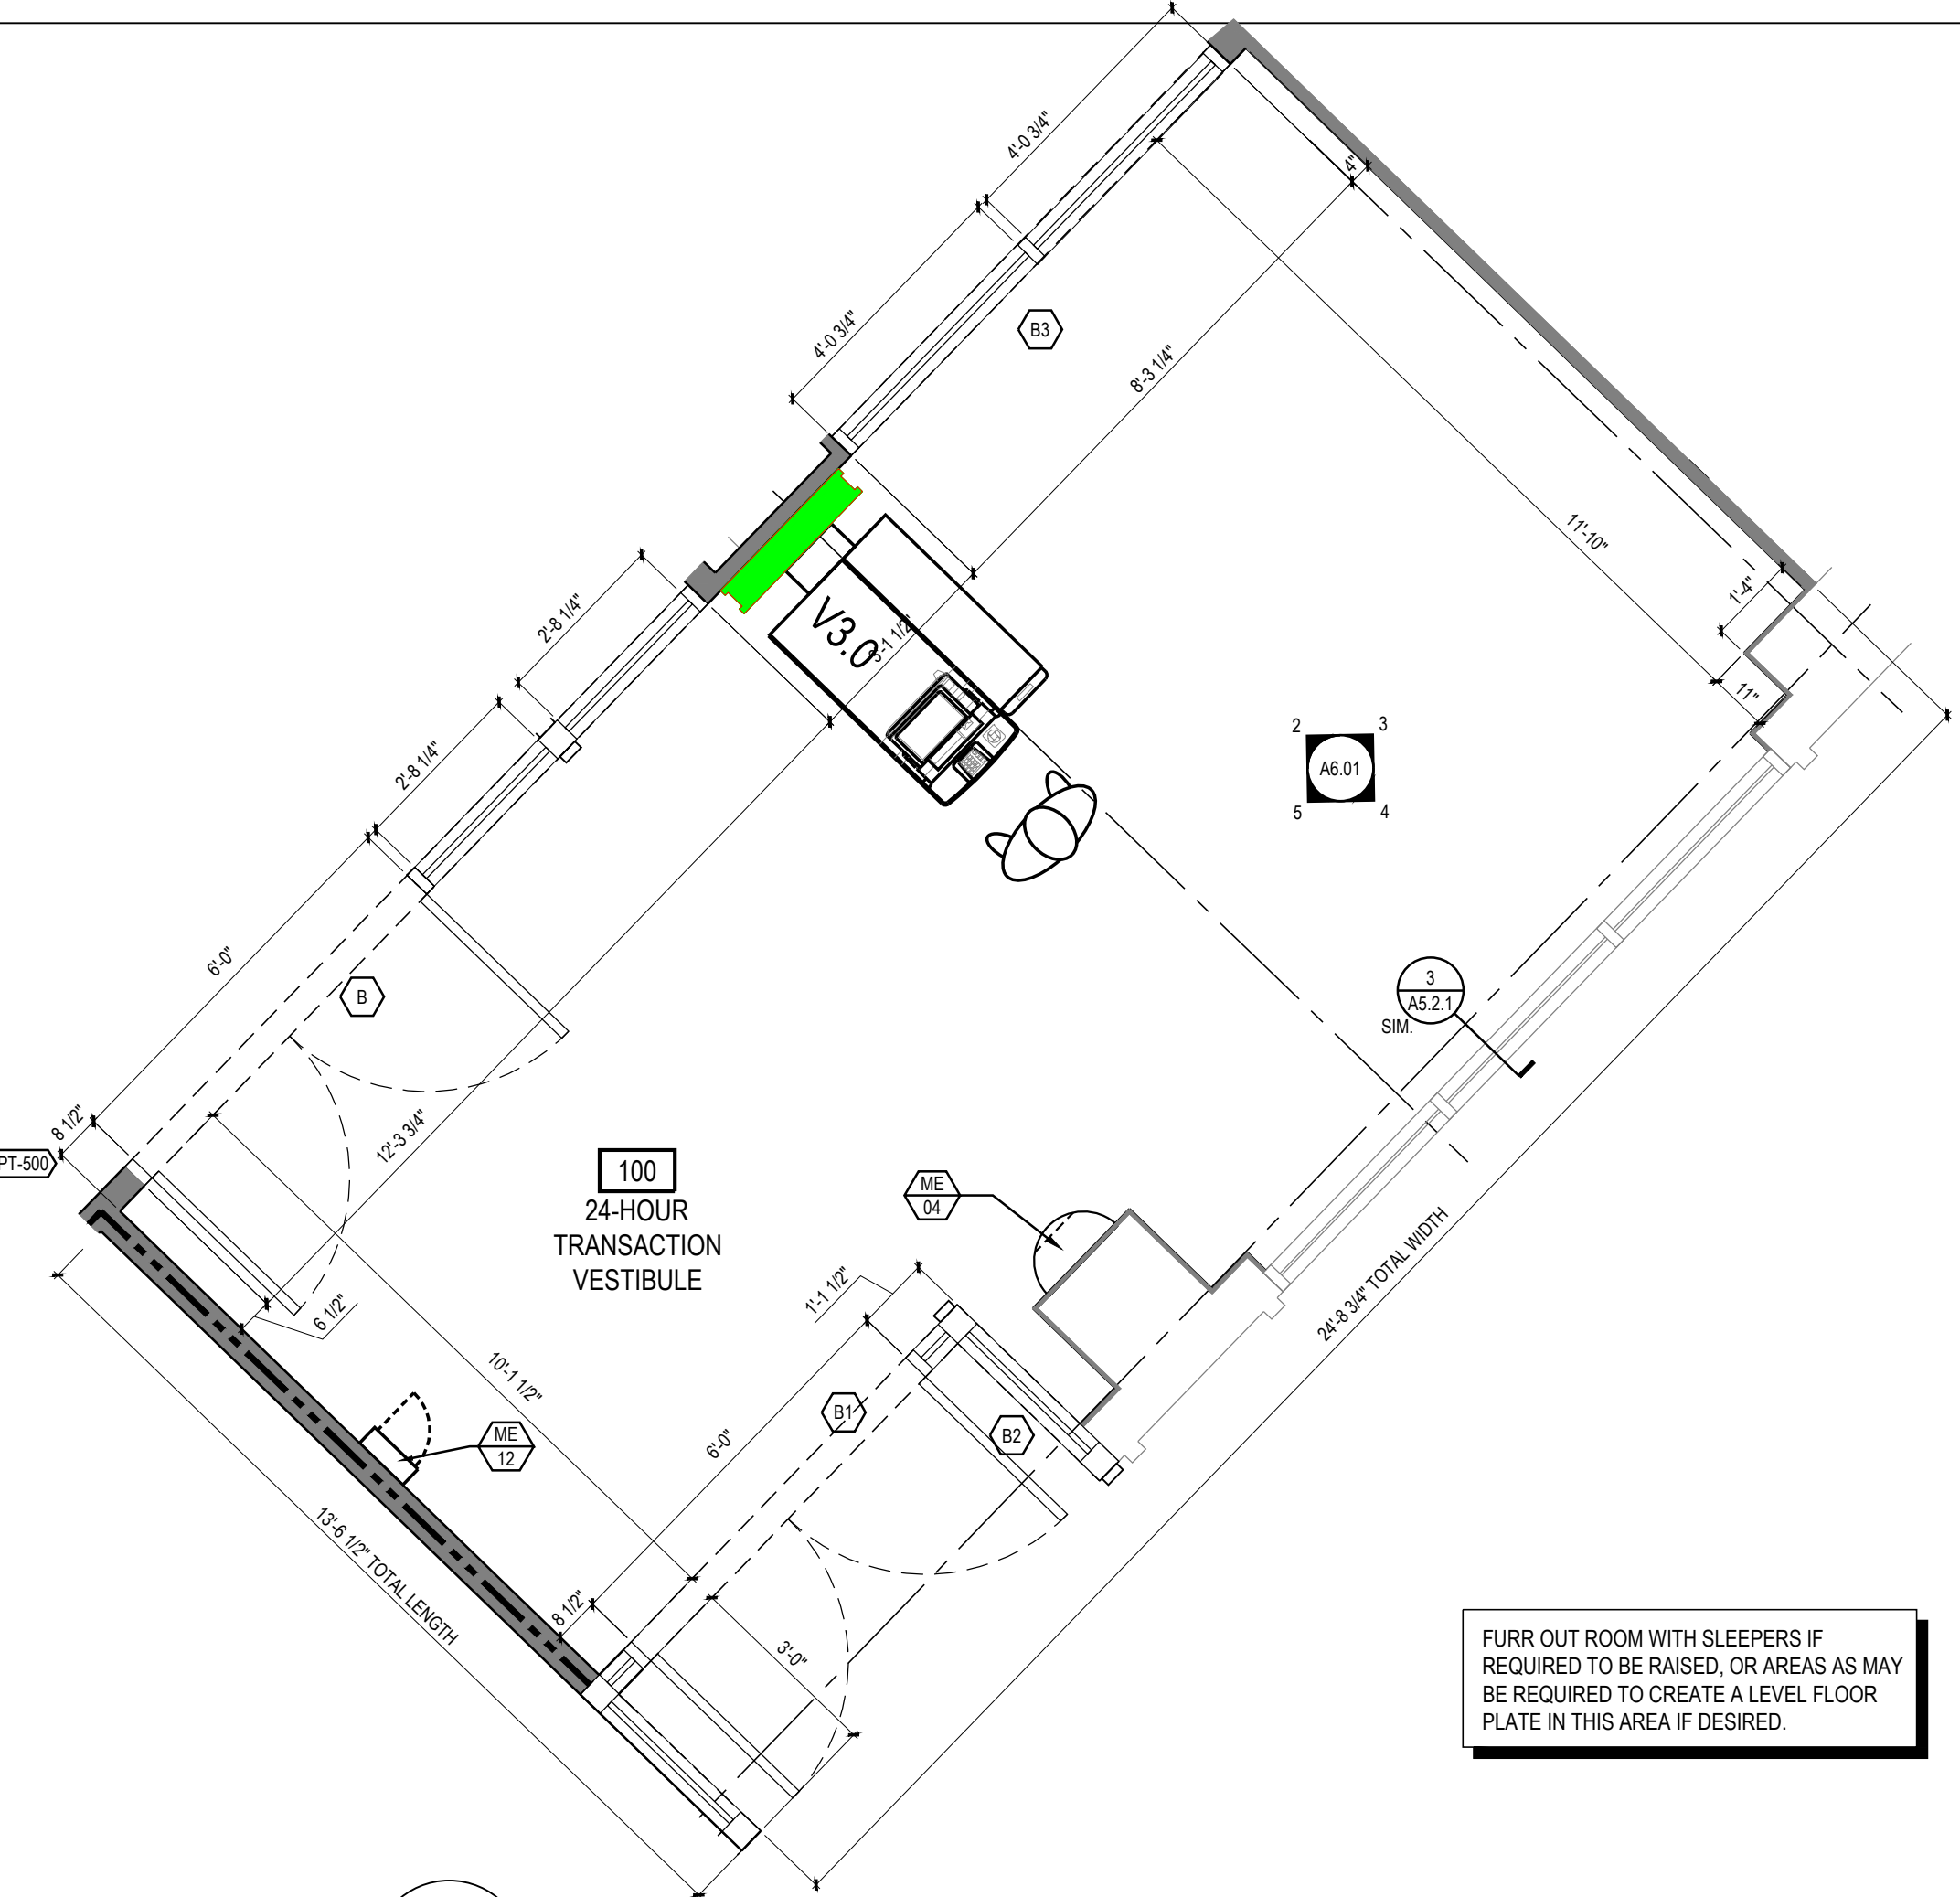 4'-0 3/4"
4"
4'-0 3/4"
B3
8'-3 1/4"
11'-10"
1'-4"
11"
2'-8 1/4"
V3.0
2'-8 1/4"
2
3
A6.01
5
4
6'-0"
B
3
A5.2.1
SIM.
8 1/2"
PT-500
12'-3 3/4"
100
24-HOUR
TRANSACTION
VESTIBULE
ME
04
24'-8 3/4" TOTAL WIDTH
1'-1 1/2"
6 1/2"
10'-1 1/2"
B1
B2
6'-0"
ME
12
13'-6 1/2" TOTAL LENGTH
8 1/2"
3'-0"
FURR OUT ROOM WITH SLEEPERS IF
REQUIRED TO BE RAISED, OR AREAS AS MAY
BE REQUIRED TO CREATE A LEVEL FLOOR
PLATE IN THIS AREA IF DESIRED.